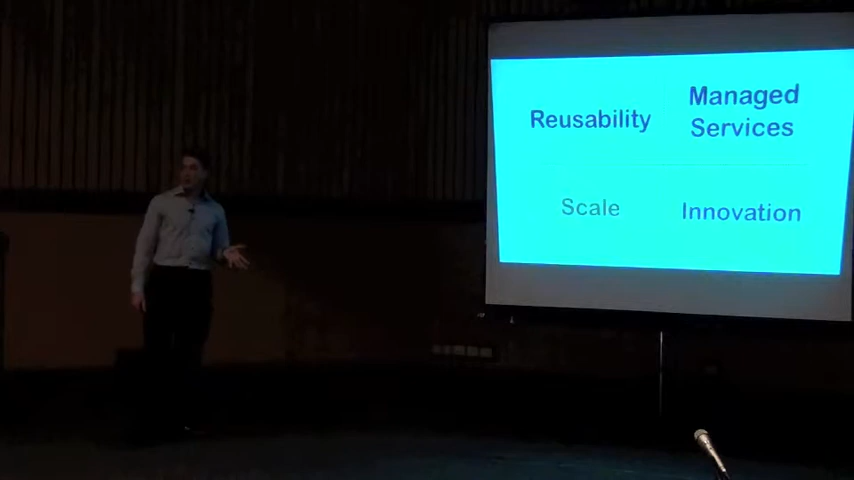 Reusability
Managed
Services
Scale
Innovation